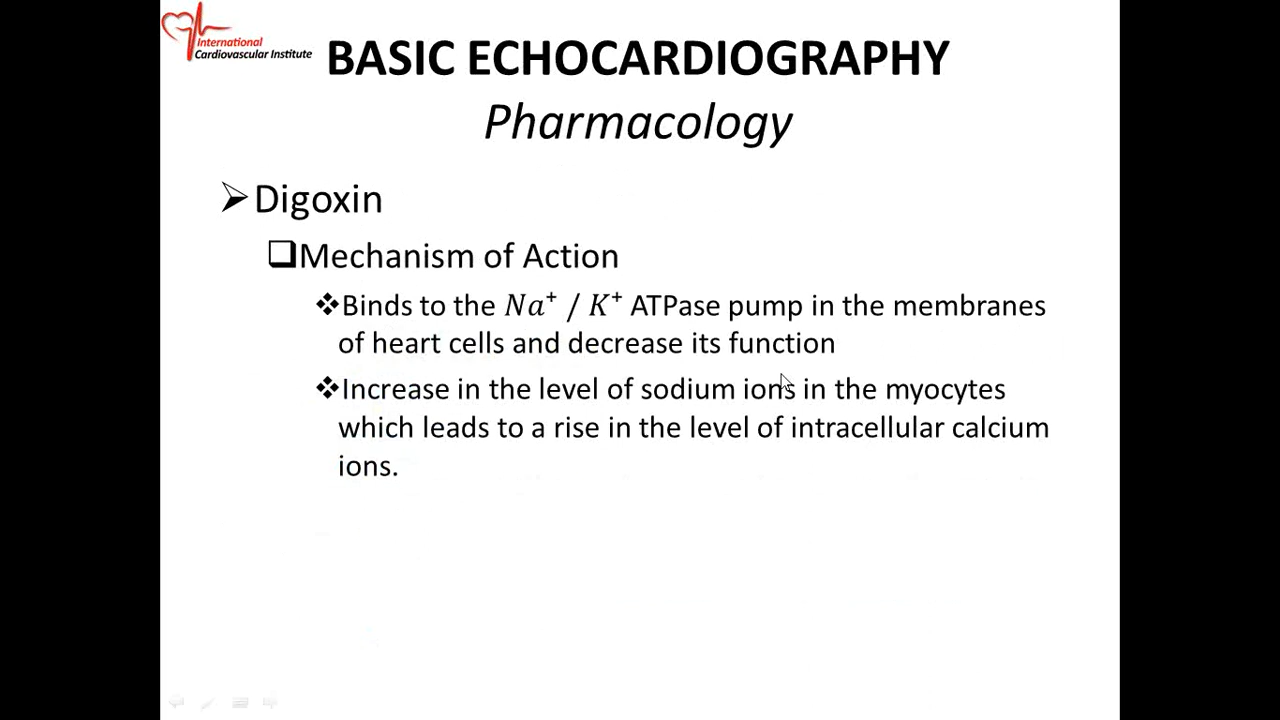 International
Cardiovascular Institute
BASIC ECHOCARDIOGRAPHY
Pharmacology
Digoxin
Mechanism of Action
Binds to the Na⁺ / K⁺ ATPase pump in the membranes
of heart cells and decrease its function
Increase in the level of sodium ions in the myocytes
which leads to a rise in the level of intracellular calcium
ions.